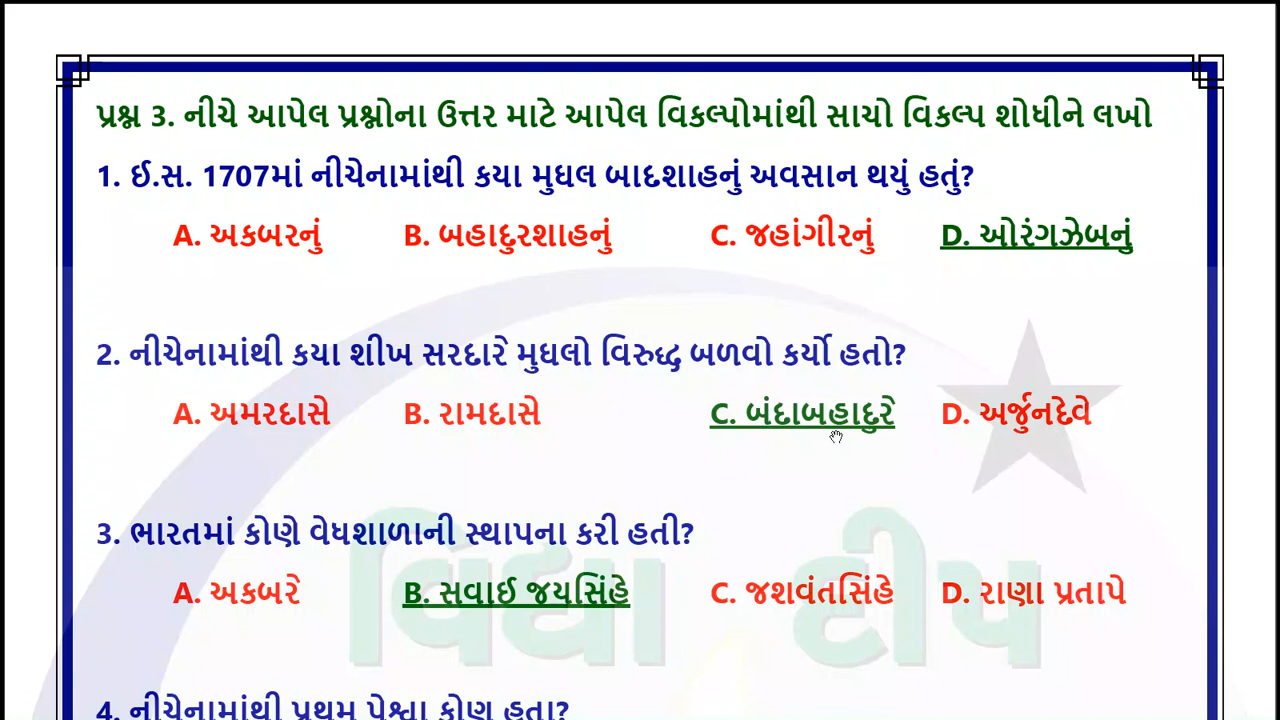 પ્રશ્ન 3. નીચે આપેલ પ્રશ્નોના ઉત્તર માટે આપેલ વિકલ્પોમાંથી સાચો વિકલ્પ શોધીને લખો
1. ઈ.સ. 1707માં નીચેનામાંથી કયા મુઘલ બાદશાહનું અવસાન થયું હતું?
A. અકબરનું B. બહાદુરશાહનું C. જહાંગીરનું D. ઓરંગઝેબનું
2. નીચેનામાંથી કયા શીખ સરદારે મુઘલો વિરુદ્ધ બળવો કર્યો હતો?
A. અમરદાસે B. રામદાસે C. બંદાબહાદુરે D. અર્જુનદેવે
3. ભારતમાં કોણે વેધશાળાની સ્થાપના કરી હતી?
A. અકબરે B. સવાઈ જયસિંહે C. જશવંતસિંહે D. રાણા પ્રતાપે
વિદ્યા દીપ
4. નીચેનામાંથી પ્રથમ પેશ્વા કોણ હતા?